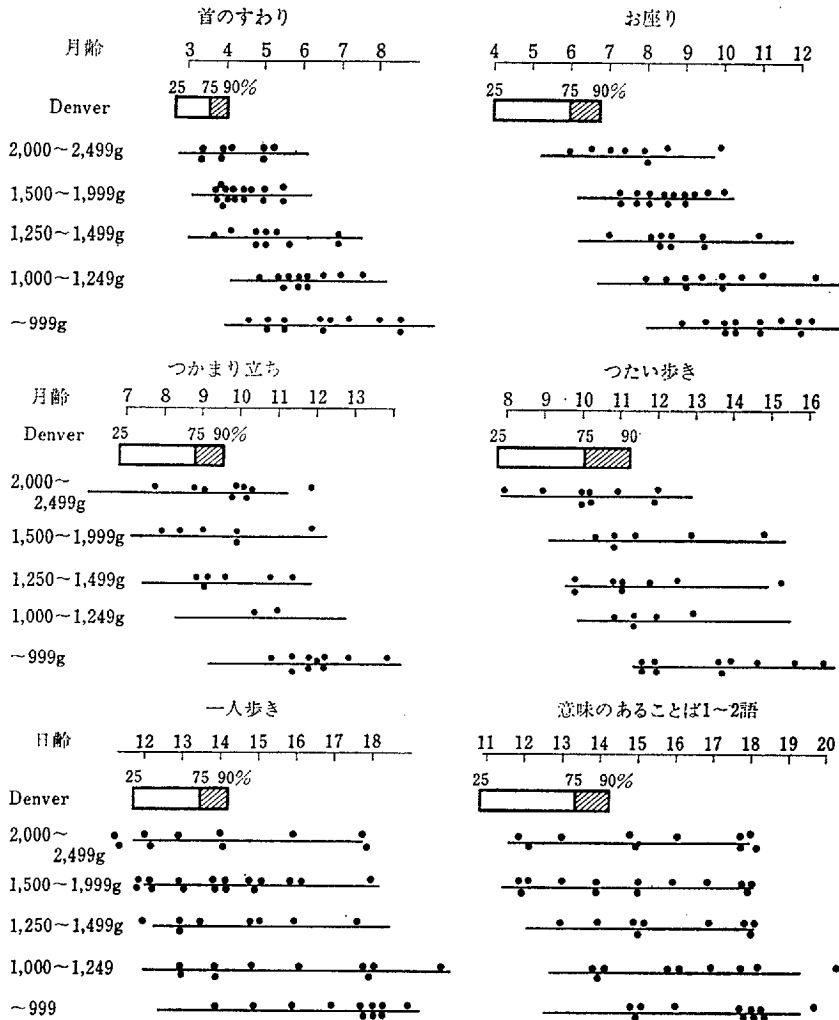 首のすわり
月齢 3 4 5 6 7 8
25 75 90%
Denver
2,000～2,499g
1,500～1,999g
1,250～1,499g
1,000～1,249g
～999g
お座り
4 5 6 7 8 9 10 11 12
25 75 90%
つかまり立ち
月齢 7 8 9 10 11 12 13
Denver
25 75 90%
2,000～
2,499g
1,500～1,999g
1,250～1,499g
1,000～1,249g
～999g
つたい歩き
8 9 10 11 12 13 14 15 16
25 75 90
一人歩き
日齢 12 13 14 15 16 17 18
25 75 90%
Denver
2,000～
2,499g
1,500～1,999g
1,250～1,499g
1,000～1,249
～999
意味のあることば1～2語
11 12 13 14 15 16 17 18 19 20
25 75 90%